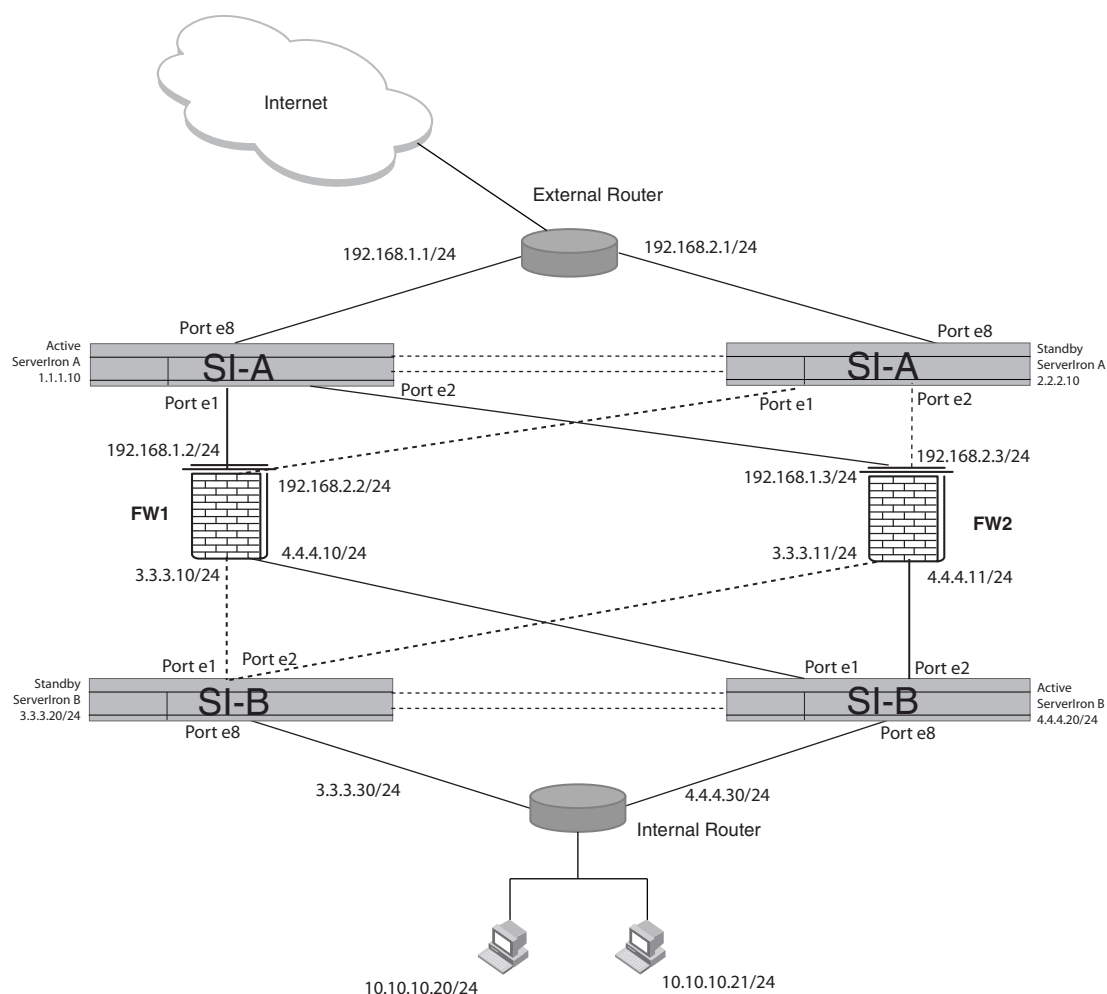 Internet
External Router
192.168.1.1/24
192.168.2.1/24
Port e8
Port e8
Active
ServerIron A
1.1.1.10
SI-A
SI-A
Standby
ServerIron A
2.2.2.10
Port e1
Port e2
Port e1
Port e2
192.168.1.2/24
192.168.2.2/24
192.168.1.3/24
192.168.2.3/24
FW1
FW2
3.3.3.10/24
4.4.4.10/24
3.3.3.11/24
4.4.4.11/24
Port e1
Port e2
Port e1
Port e2
Standby
ServerIron B
3.3.3.20/24
SI-B
SI-B
Active
ServerIron B
4.4.4.20/24
Port e8
Port e8
3.3.3.30/24
4.4.4.30/24
Internal Router
10.10.10.20/24
10.10.10.21/24